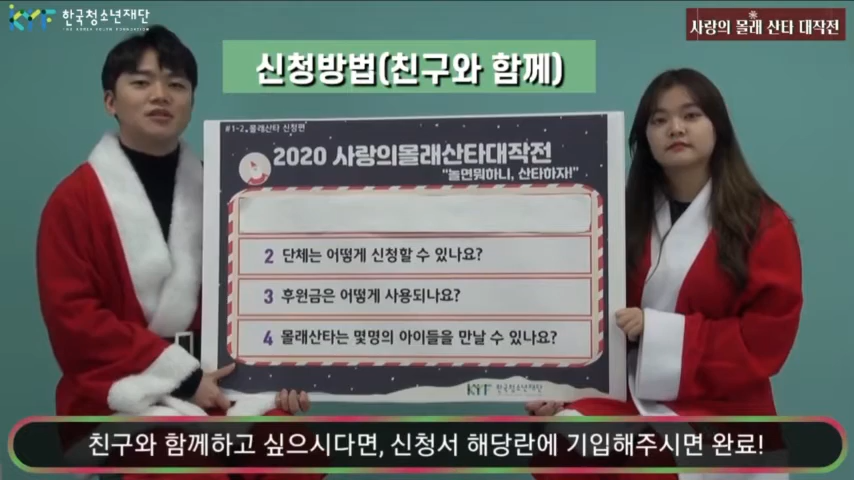 KYF 한국청소년재단
THE KOREA YOUTH FOUNDATION
사랑의 몰래 산타 대작전
신청방법(친구와 함께)
#1-2. 몰래산타 신청편
2020 사랑의몰래산타대작전
"놀면뭐하니, 산타하자!"
2 단체는 어떻게 신청할 수 있나요?
3 후원금은 어떻게 사용되나요?
4 몰래산타는 몇명의 아이들을 만날 수 있나요?
KYF 한국청소년재단
친구와 함께하고 싶으시다면, 신청서 해당란에 기입해주시면 완료!